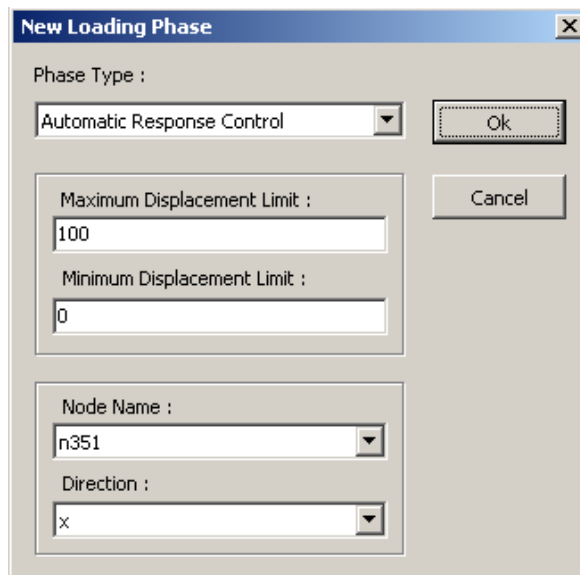 New Loading Phase
Phase Type :
Automatic Response Control
Ok
Cancel
Maximum Displacement Limit :
100
Minimum Displacement Limit :
0
Node Name :
n351
Direction :
x